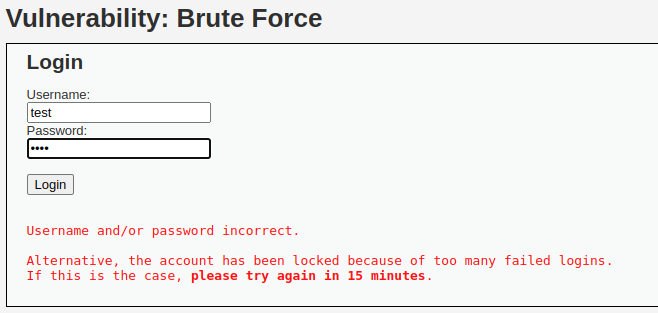 Vulnerability: Brute Force
Login
Username:
test
Password:
••••
Login
Username and/or password incorrect.
Alternative, the account has been locked because of too many failed logins.
If this is the case, please try again in 15 minutes.